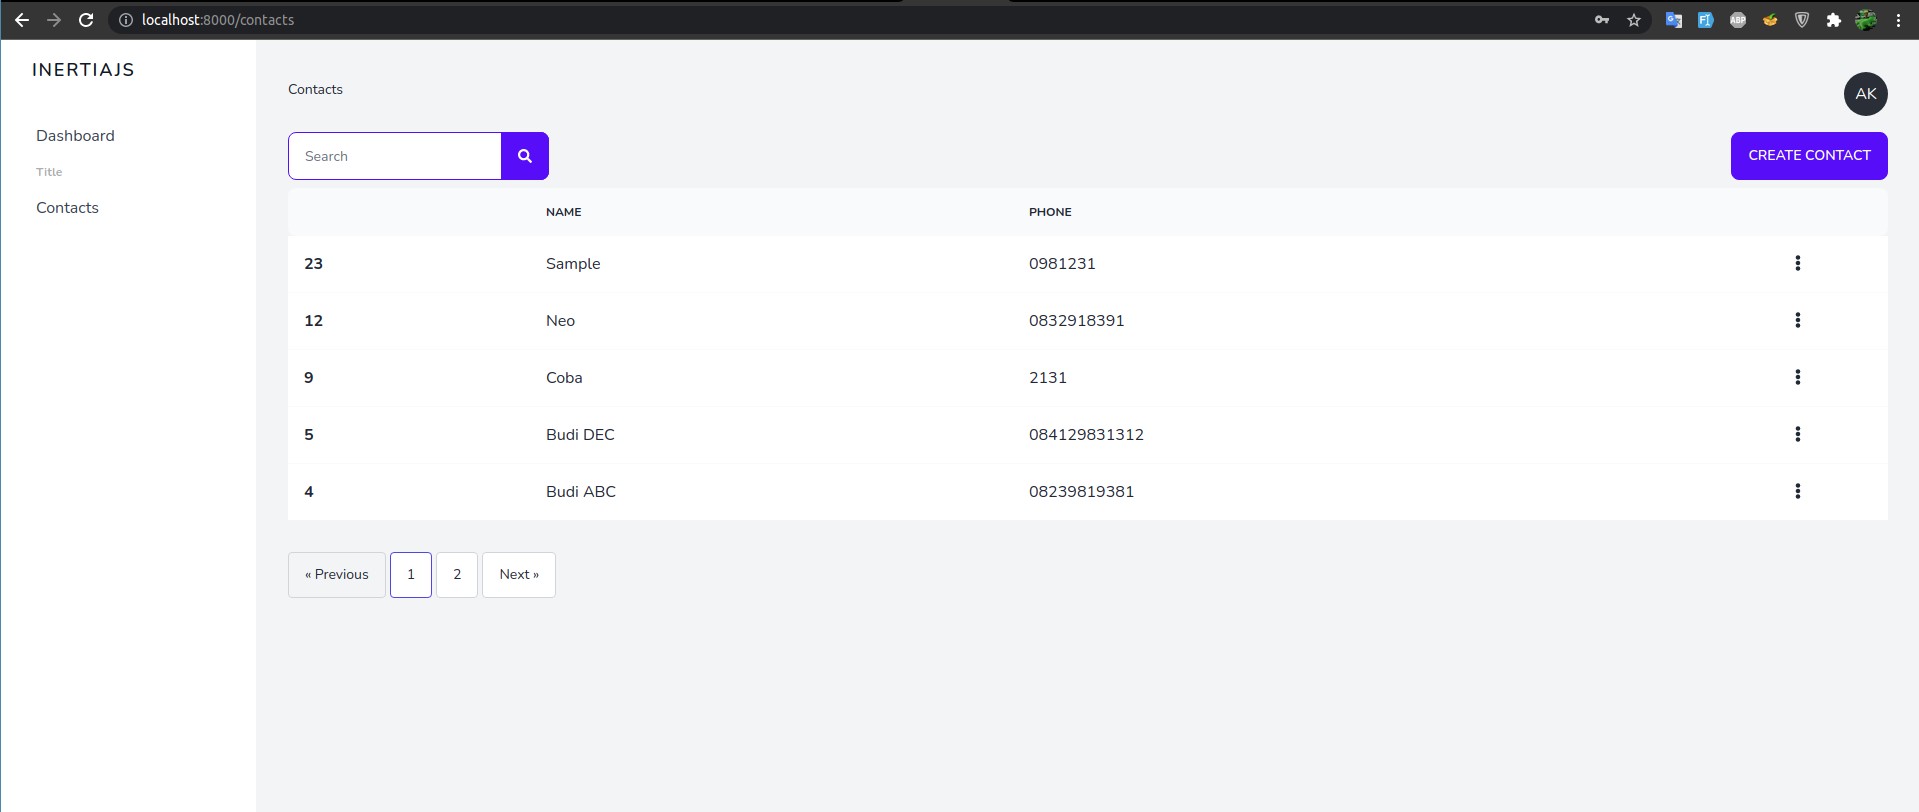 localhost:8000/contacts
INERTIAJS
Dashboard
Title
Contacts
Contacts
AK
Search
CREATE CONTACT
NAME PHONE
23 Sample 0981231
12 Neo 0832918391
9 Coba 2131
5 Budi DEC 084129831312
4 Budi ABC 08239819381
« Previous 1 2 Next »